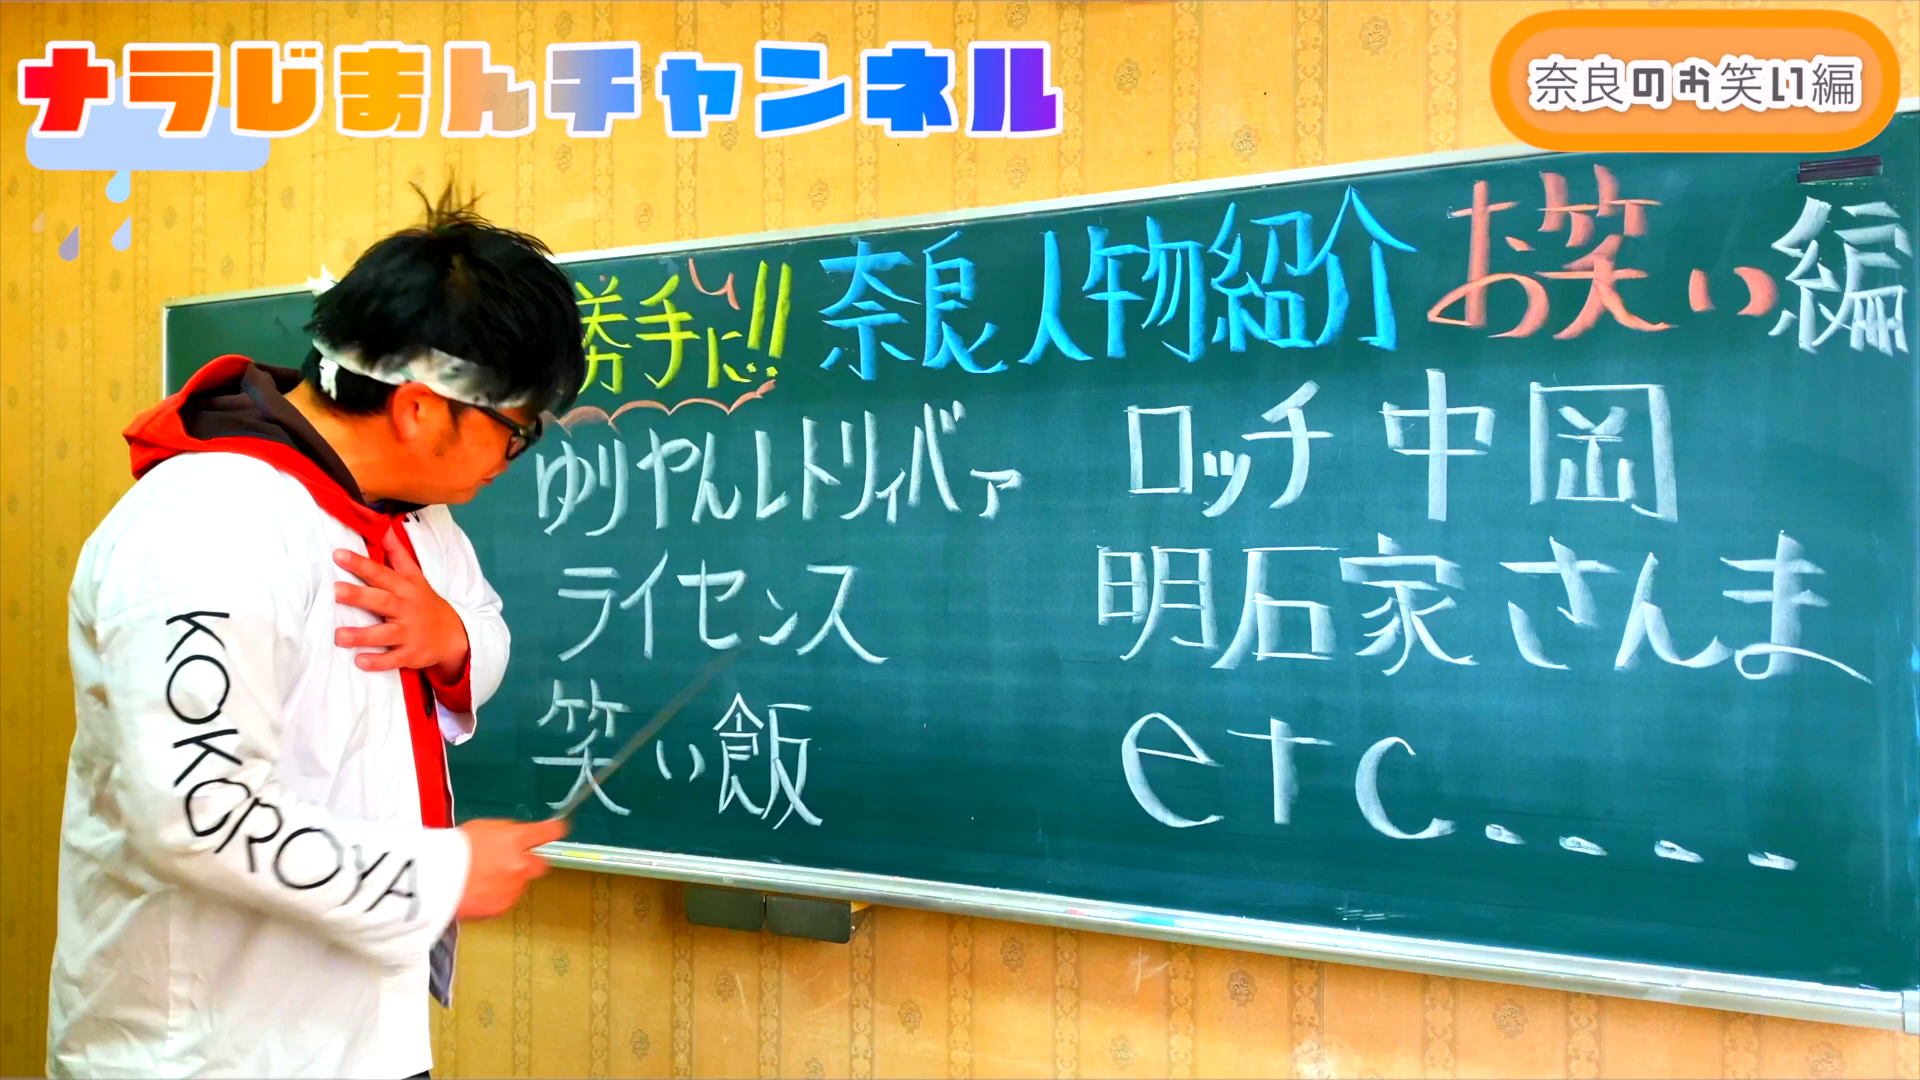 ナラじまんチャンネル
奈良のお笑い編
勝手に!! 奈良人物紹介 お笑い編
ゆりやんレトリィバァ ロッチ 中岡
ライセンス 明石家さんま
笑い飯 etc....
KOKOROYA